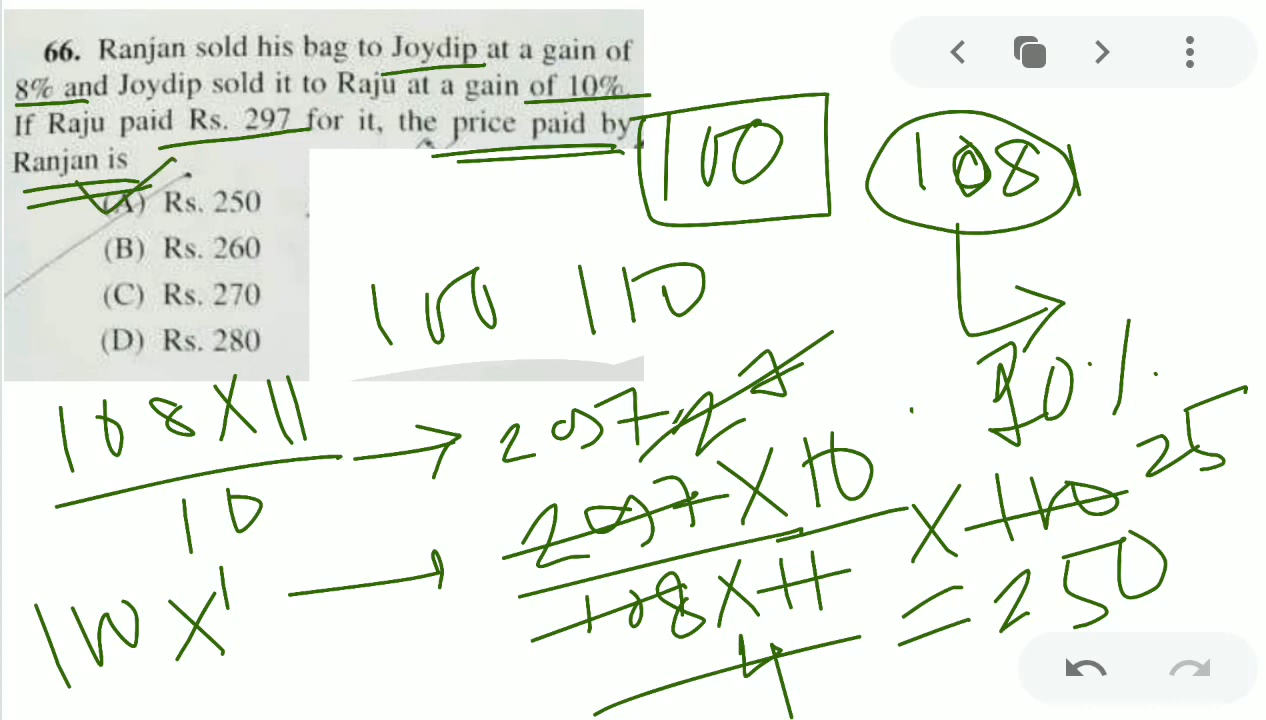 66. Ranjan sold his bag to Joydip at a gain of
8% and Joydip sold it to Raju at a gain of 10%.
If Raju paid Rs. 297 for it, the price paid by
Ranjan is
(A) Rs. 250
(B) Rs. 260
(C) Rs. 270
(D) Rs. 280
100 108
100 110
10%
108 X 11 → 297
10
297 X 10 X 100 25
108 X 11
4
= 250
100 X